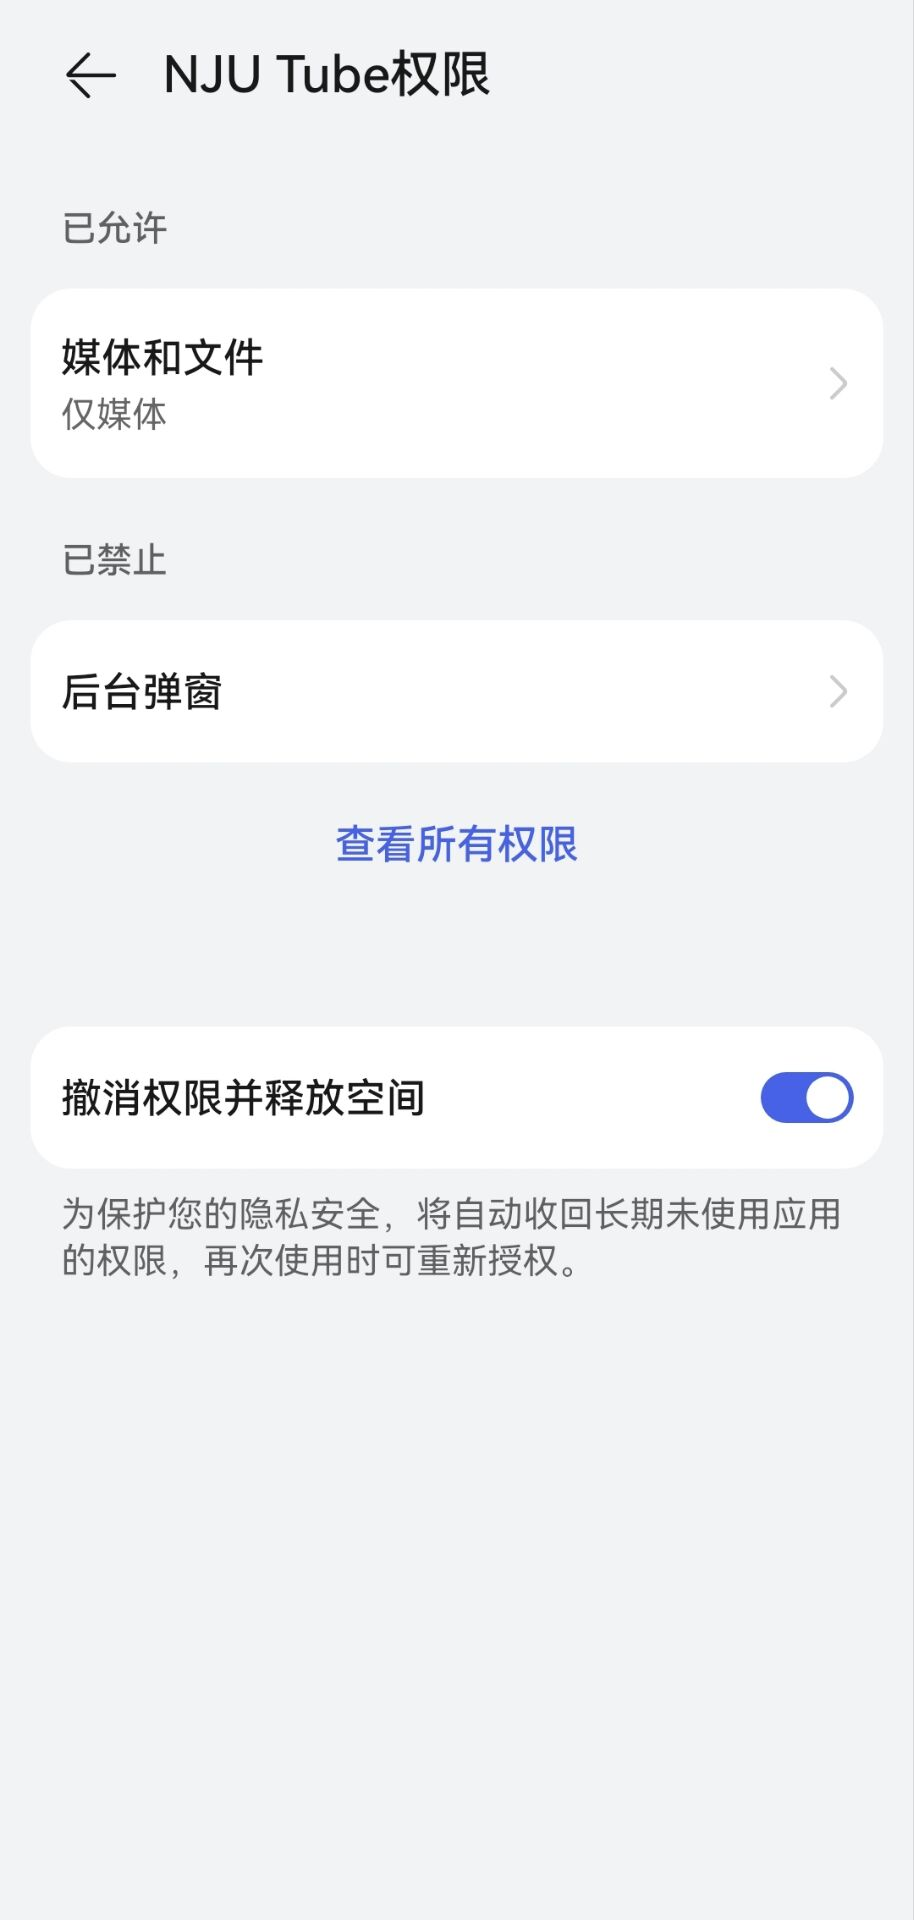 NJU Tube权限
已允许
媒体和文件
仅媒体
已禁止
后台弹窗
查看所有权限
撤消权限并释放空间
为保护您的隐私安全，将自动收回长期未使用应用
的权限，再次使用时可重新授权。